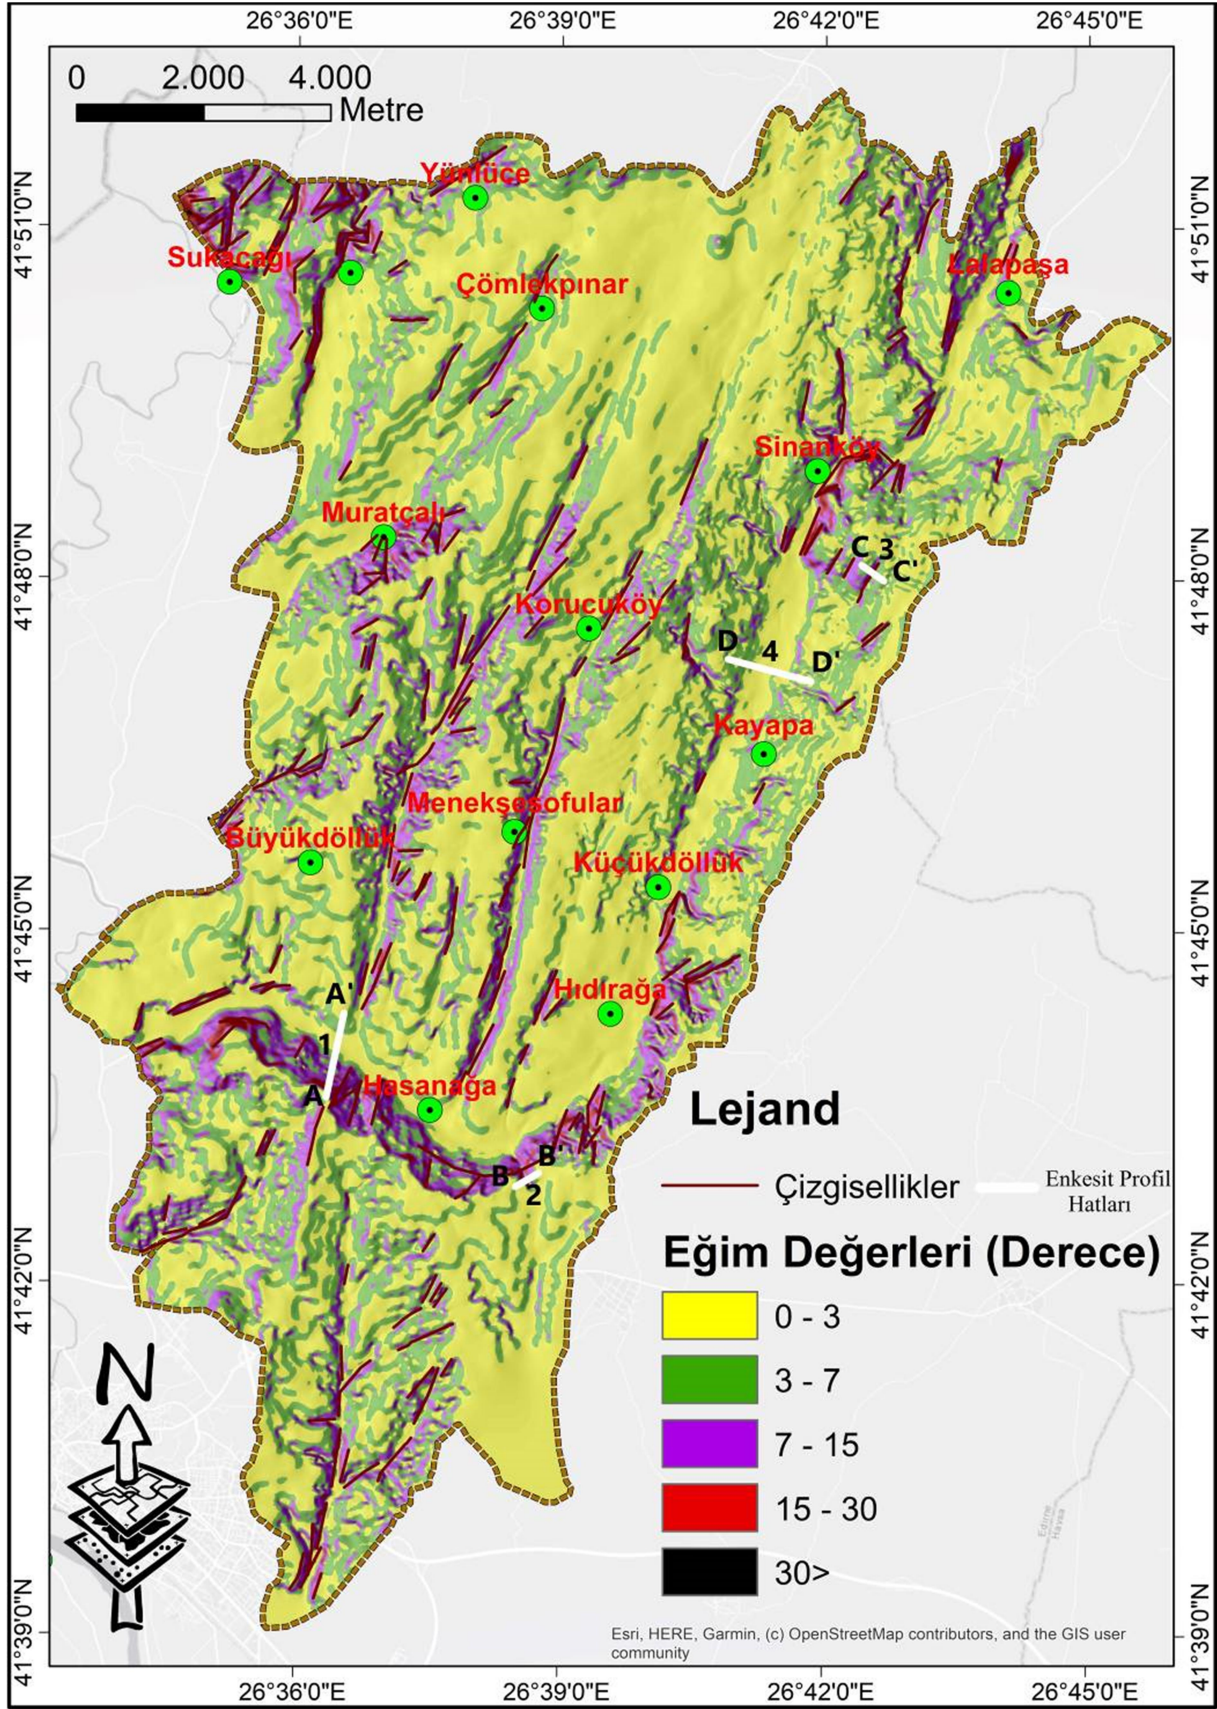 26°36'0"E 26°39'0"E 26°42'0"E 26°45'0"E
0 2.000 4.000
Metre
Yünlüce
41°51'0"N 41°51'0"N
Sukacağı
Lalapaşa
Çömlekpınar
Sinanköy
Muratçalı
C 3
C'
41°48'0"N 41°48'0"N
Korucuköy
D 4 D'
Kayapa
Menekşesofular
Büyükdöllük
Küçükdöllük
41°45'0"N 41°45'0"N
Hıdırağa
A'
1
A
Hasanağa
Lejand
B B'
2
Çizgisellikler
Enkesit Profil
Hatları
Eğim Değerleri (Derece)
41°42'0"N 41°42'0"N
0 - 3
3 - 7
N
7 - 15
15 - 30
30>
Edirne
Havsa
41°39'0"N 41°39'0"N
Esri, HERE, Garmin, (c) OpenStreetMap contributors, and the GIS user
community
26°36'0"E 26°39'0"E 26°42'0"E 26°45'0"E